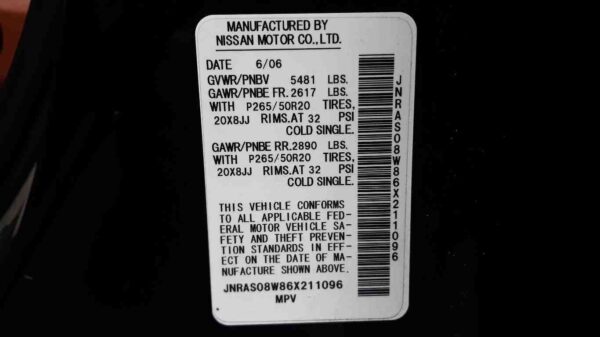 MANUFACTURED BY
NISSAN MOTOR CO.,LTD.
DATE 6/06
GVWR/PNBV 5481 LBS.
GAWR/PNBE FR.2617 LBS.
WITH P265/50R20 TIRES,
20X8JJ RIMS.AT 32 PSI
COLD SINGLE.
GAWR/PNBE RR.2890 LBS.
WITH P265/50R20 TIRES,
20X8JJ RIMS.AT 32 PSI
COLD SINGLE.
THIS VEHICLE CONFORMS
TO ALL APPLICABLE FED-
ERAL MOTOR VEHICLE SA-
FETY AND THEFT PREVEN-
TION STANDARDS IN EFF-
ECT ON THE DATE OF MA-
NUFACTURE SHOWN ABOVE.
JNRAS08W86X211096
MPV
JNRAS08W86X211096